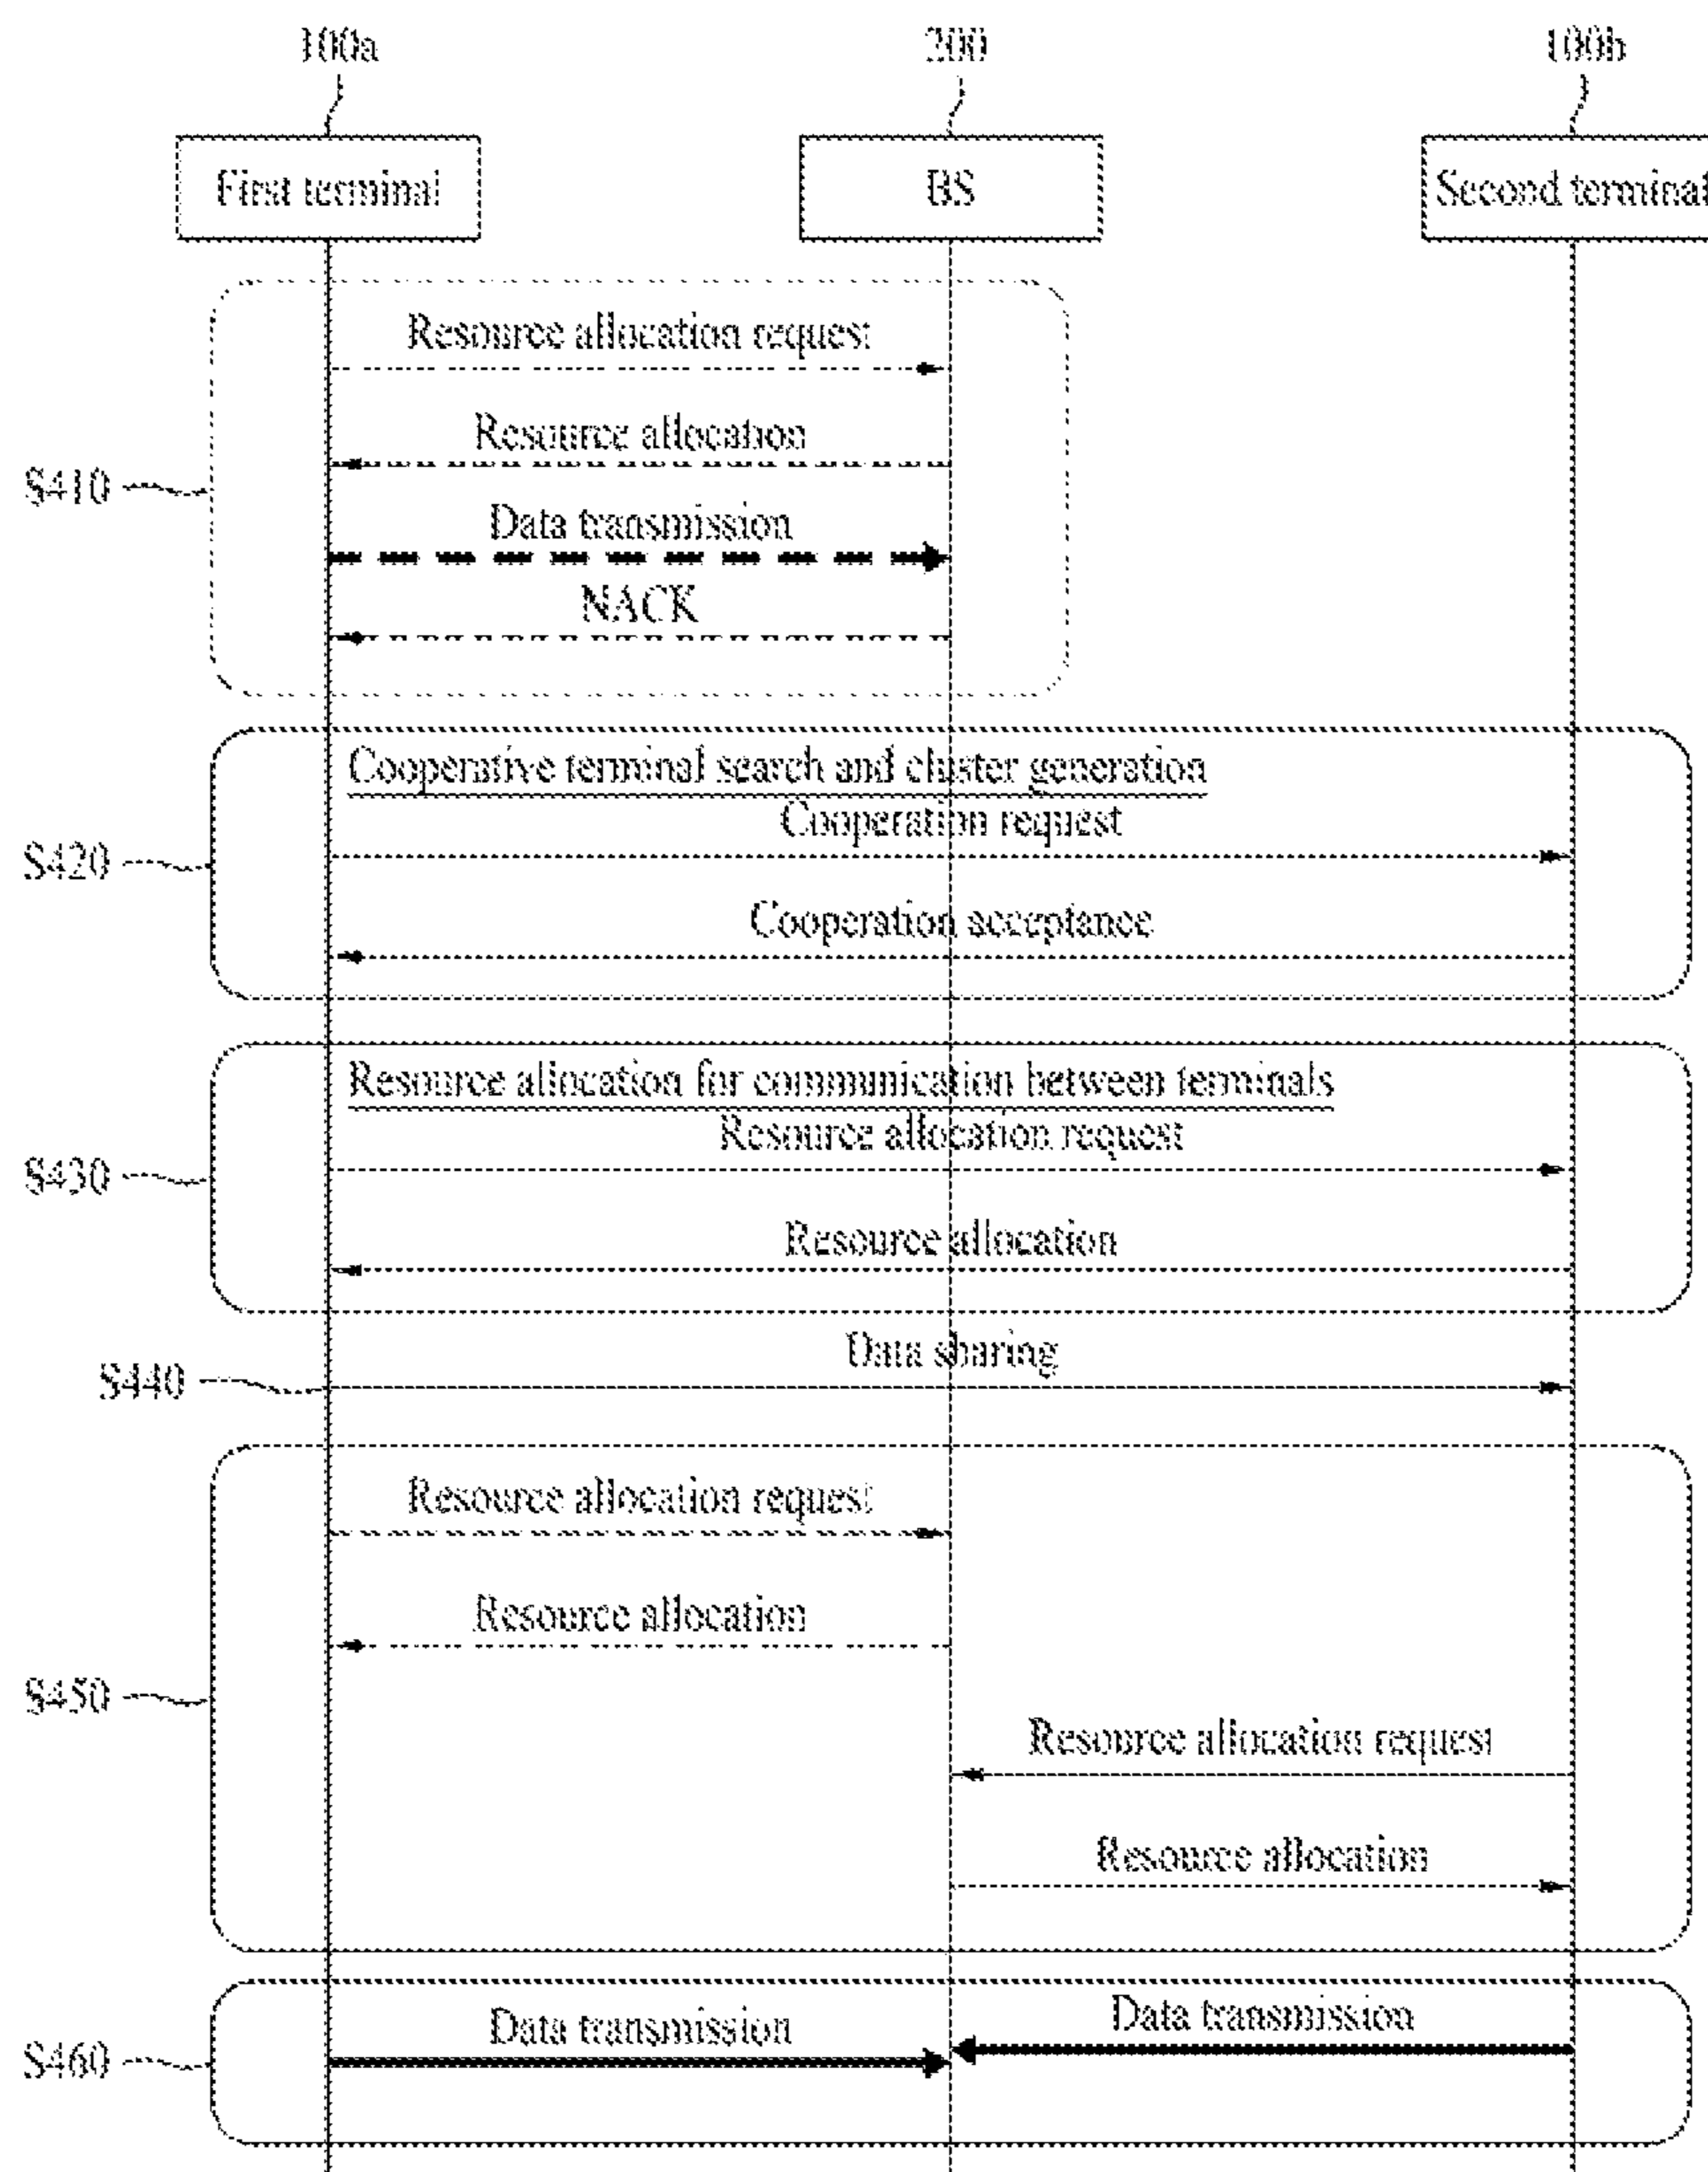 100a
200
100b
First terminal
BS
Second terminal
Resource allocation request
Resource allocation
S410
Data transmission
NACK
Cooperative terminal search and cluster generation
Cooperation request
S420
Cooperation acceptance
Resource allocation for communication between terminals
Resource allocation request
S430
Resource allocation
Data sharing
S440
Resource allocation request
Resource allocation
S450
Resource allocation request
Resource allocation
Data transmission
Data transmission
S460